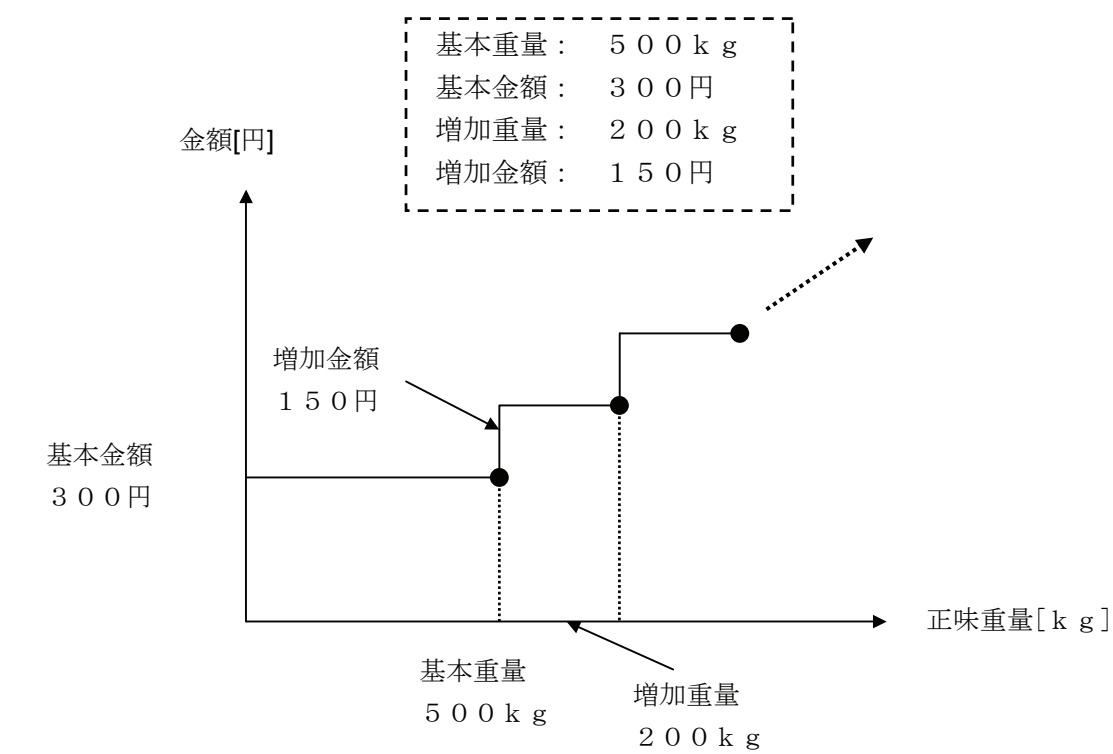 基本重量： ５００ｋｇ
基本金額： ３００円
増加重量： ２００ｋｇ
増加金額： １５０円
金額[円]
増加金額
１５０円
基本金額
３００円
正味重量[ｋｇ]
基本重量
５００ｋｇ
増加重量
２００ｋｇ